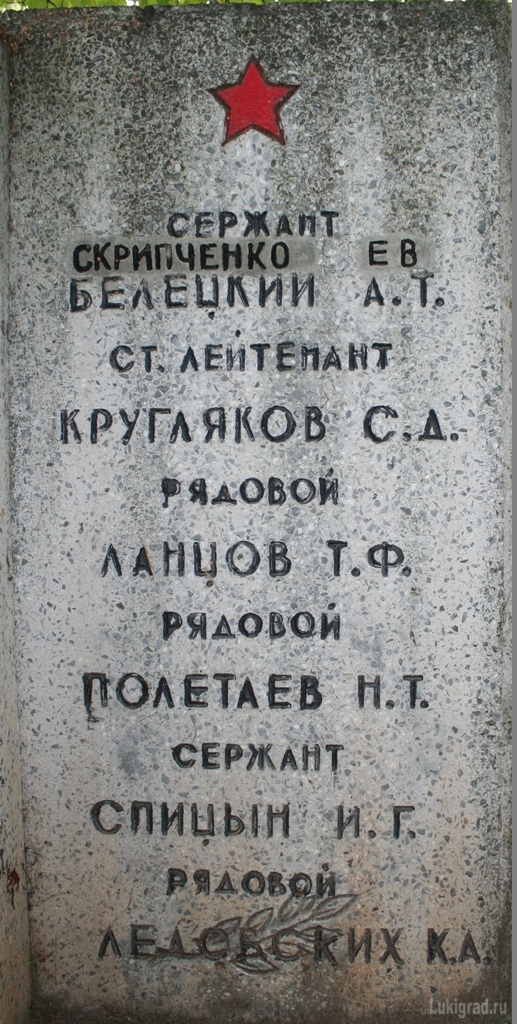 СЕРЖАНТ
СКРИПЧЕНКО ЕВ
БЕЛЕЦКИЙ А.Т.
СТ. ЛЕЙТЕНАНТ
КРУГЛЯКОВ С.Д.
РЯДОВОЙ
ЛАНЦОВ Т.Ф.
РЯДОВОЙ
ПОЛЕТАЕВ Н.Т.
СЕРЖАНТ
СПИЦЫН И.Г.
РЯДОВОЙ
ЛЕДОВСКИХ К.А.
Lukigrad.ru